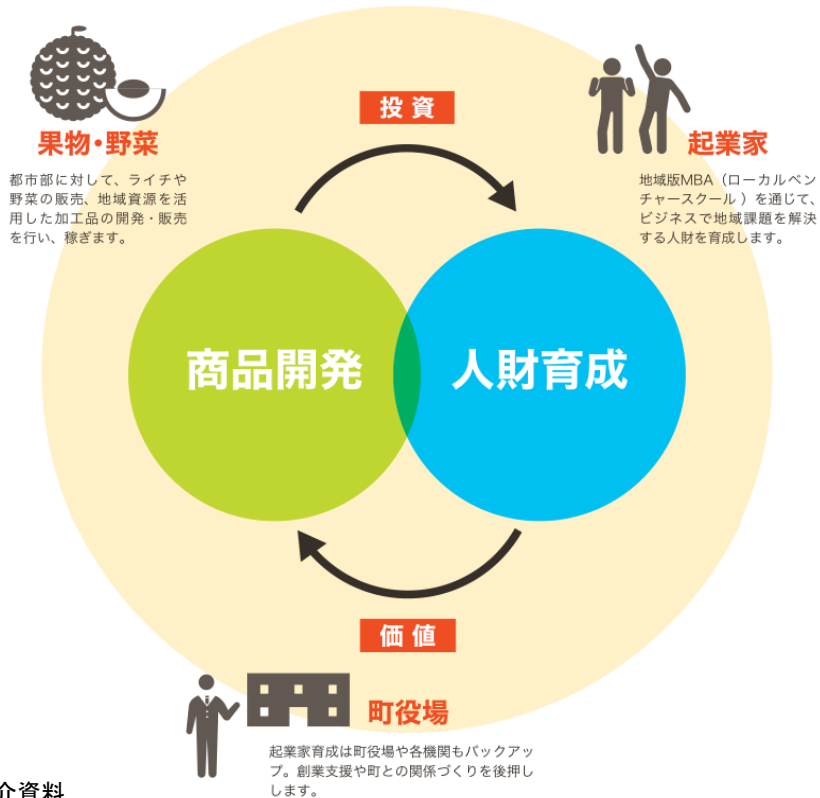 投資
果物・野菜
都市部に対して、ライチや
野菜の販売、地域資源を活
用した加工品の開発・販売
を行い、稼ぎます。
起業家
地域版MBA（ローカルベン
チャースクール ）を通じて、
ビジネスで地域課題を解決
する人財を育成します。
商品開発
人財育成
価値
町役場
起業家育成は町役場や各機関もバックアッ
プ。創業支援や町との関係づくりを後押し
します。
介資料